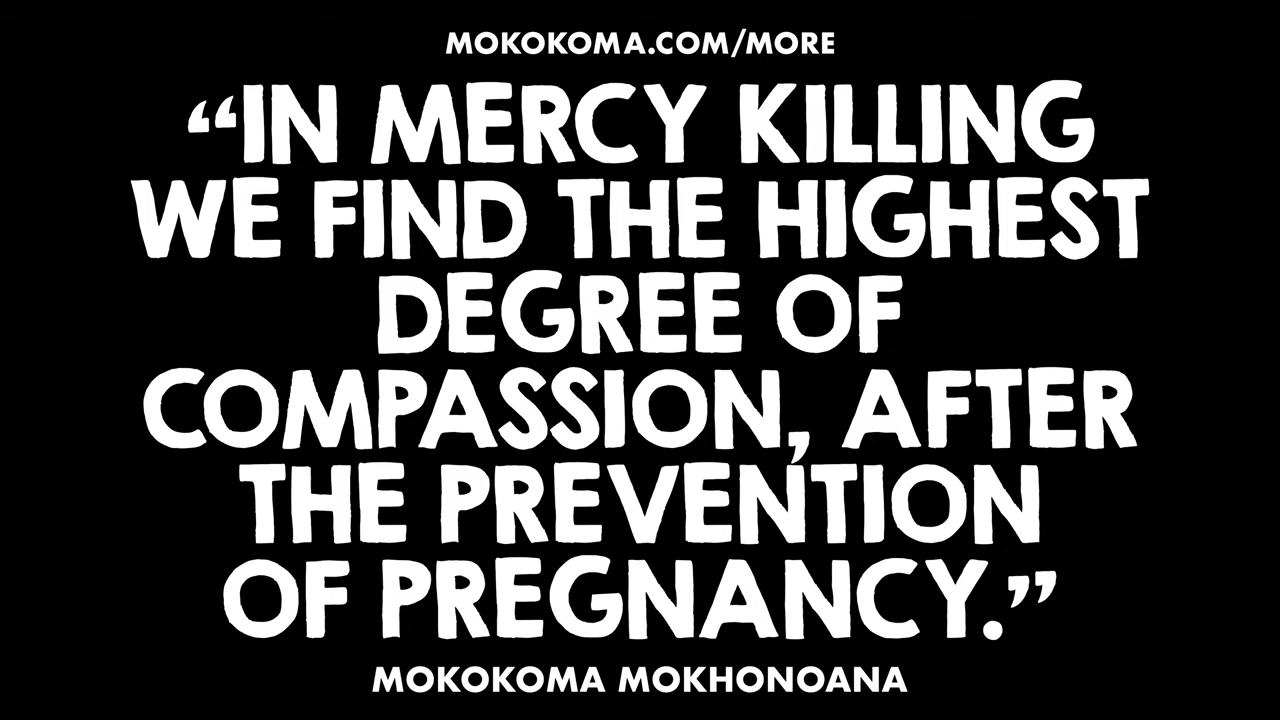 MOKOKOMA.COM/MORE
“IN MERCY KILLING
WE FIND THE HIGHEST
DEGREE OF
COMPASSION, AFTER
THE PREVENTION
OF PREGNANCY.”
MOKOKOMA MOKHONOANA